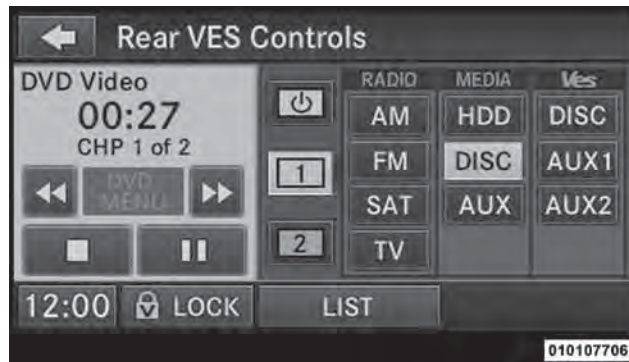 Rear VES Controls
DVD Video
00:27
CHP 1 of 2
DVD
MENU
1
2
RADIO
AM
FM
SAT
TV
MEDIA
HDD
DISC
AUX
Ves
DISC
AUX1
AUX2
12:00
LOCK
LIST
010107706